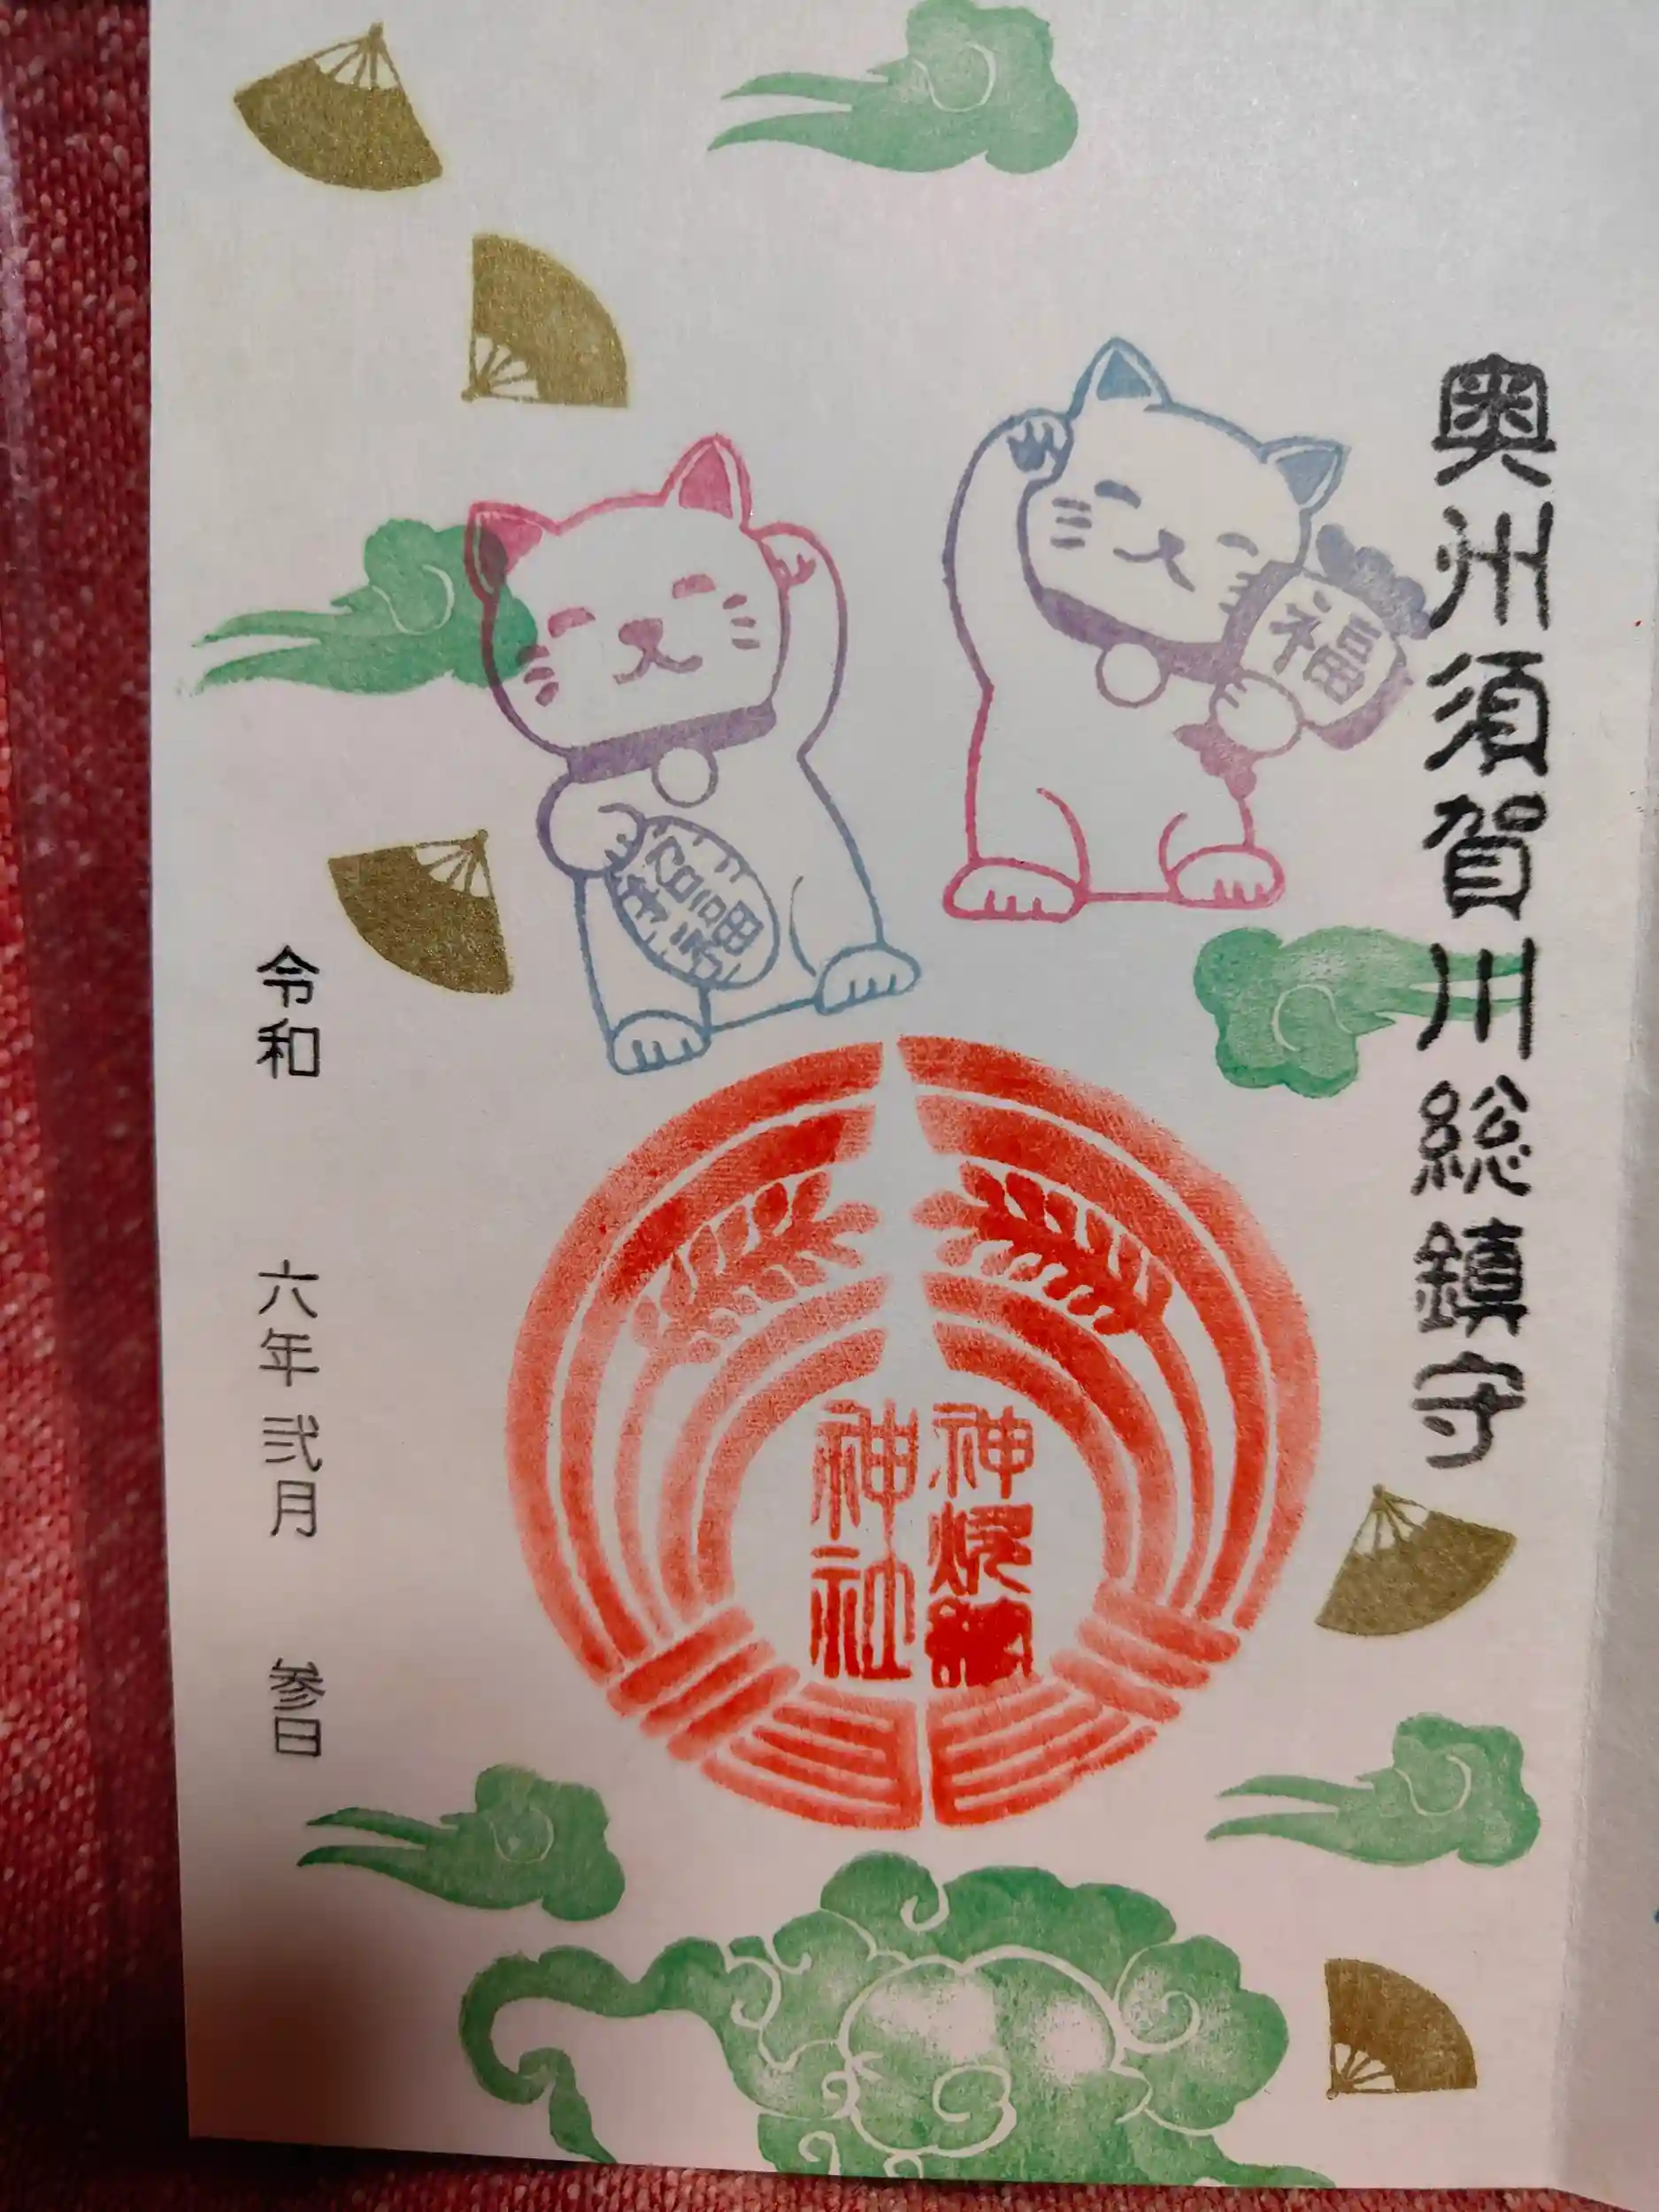 奥州須賀川総鎮守
福
招福
神炊館
神社
令和 六年 弐月 参日